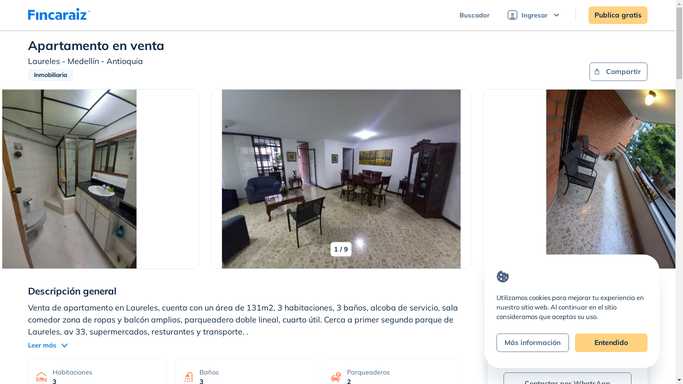 Fincaraiz
Buscador
Ingresar
Publica gratis
Apartamento en venta
Laureles - Medellín - Antioquia
Inmobiliaria
Compartir
1 / 9
Descripción general
Venta de apartamento en Laureles, cuenta con un área de 131m2, 3 habitaciones, 3 baños, alcoba de servicio, sala
comedor zona de ropas y balcón amplios, parqueadero doble lineal, cuarto útil. Cerca a primer segundo parque de
Laureles, av 33, supermercados, resturantes y transporte. .
Leer más
Habitaciones
3
Baños
3
Parqueaderos
2
Utilizamos cookies para mejorar tu experiencia en
nuestro sitio web. Al continuar en el sitio
consideramos que aceptas su uso.
Más información
Entendido
Contactar por WhatsApp